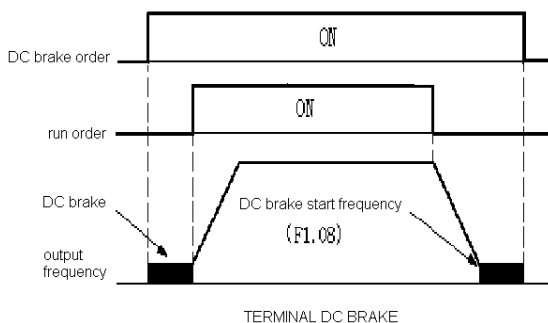 ON
DC brake order
ON
run order
DC brake
DC brake start frequency
(F1.08)
output
frequency
TERMINAL DC BRAKE